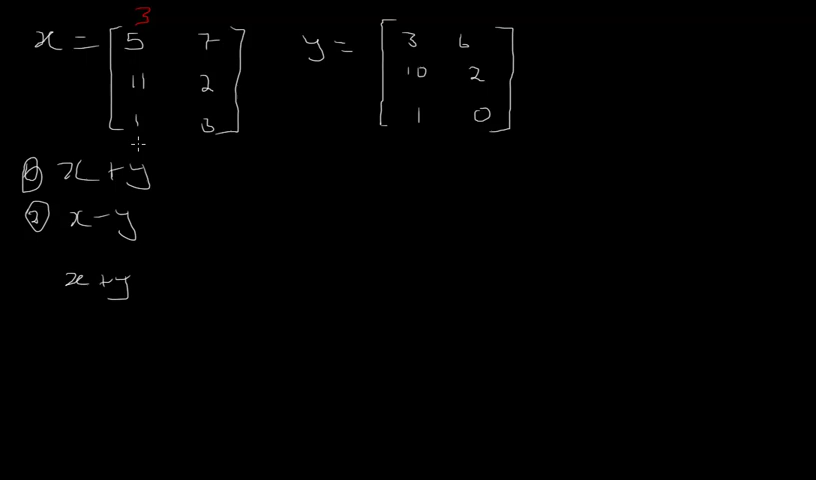 3
x = [ 5 7 ] y = [ 3 6 ]
11 2 10 2
1 3 1 0
① x + y
② x - y
x + y